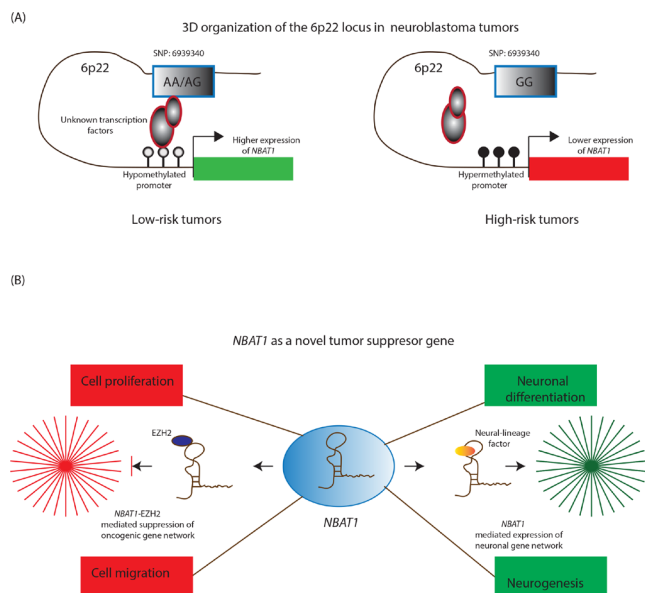 (A)
3D organization of the 6p22 locus in neuroblastoma tumors
SNP: 6939340
6p22
AA/AG
Unknown transcription
factors
Higher expression
of NBAT1
Hypomethylated
promoter
Low-risk tumors
SNP: 6939340
6p22
GG
Lower expression
of NBAT1
Hypermethylated
promoter
High-risk tumors
(B)
NBAT1 as a novel tumor suppresor gene
Cell proliferation
Neuronal
differentiation
EZH2
Neural-lineage
factor
NBAT1
NBAT1-EZH2
mediated suppression of
oncogenic gene network
NBAT1
mediated expression of
neuronal gene network
Cell migration
Neurogenesis